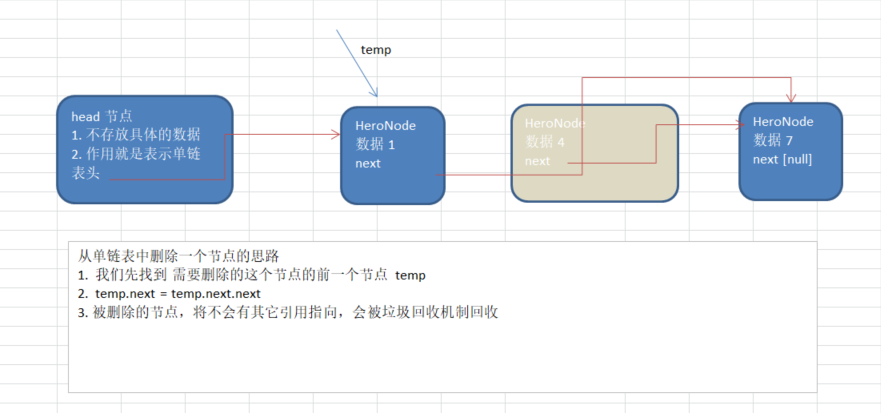 temp
head 节点
1. 不存放具体的数据
2. 作用就是表示单链
表头
HeroNode
数据 1
next
HeroNode
数据 4
next
HeroNode
数据 7
next [null]
从单链表中删除一个节点的思路
1. 我们先找到 需要删除的这个节点的前一个节点 temp
2. temp.next = temp.next.next
3. 被删除的节点，将不会有其它引用指向，会被垃圾回收机制回收